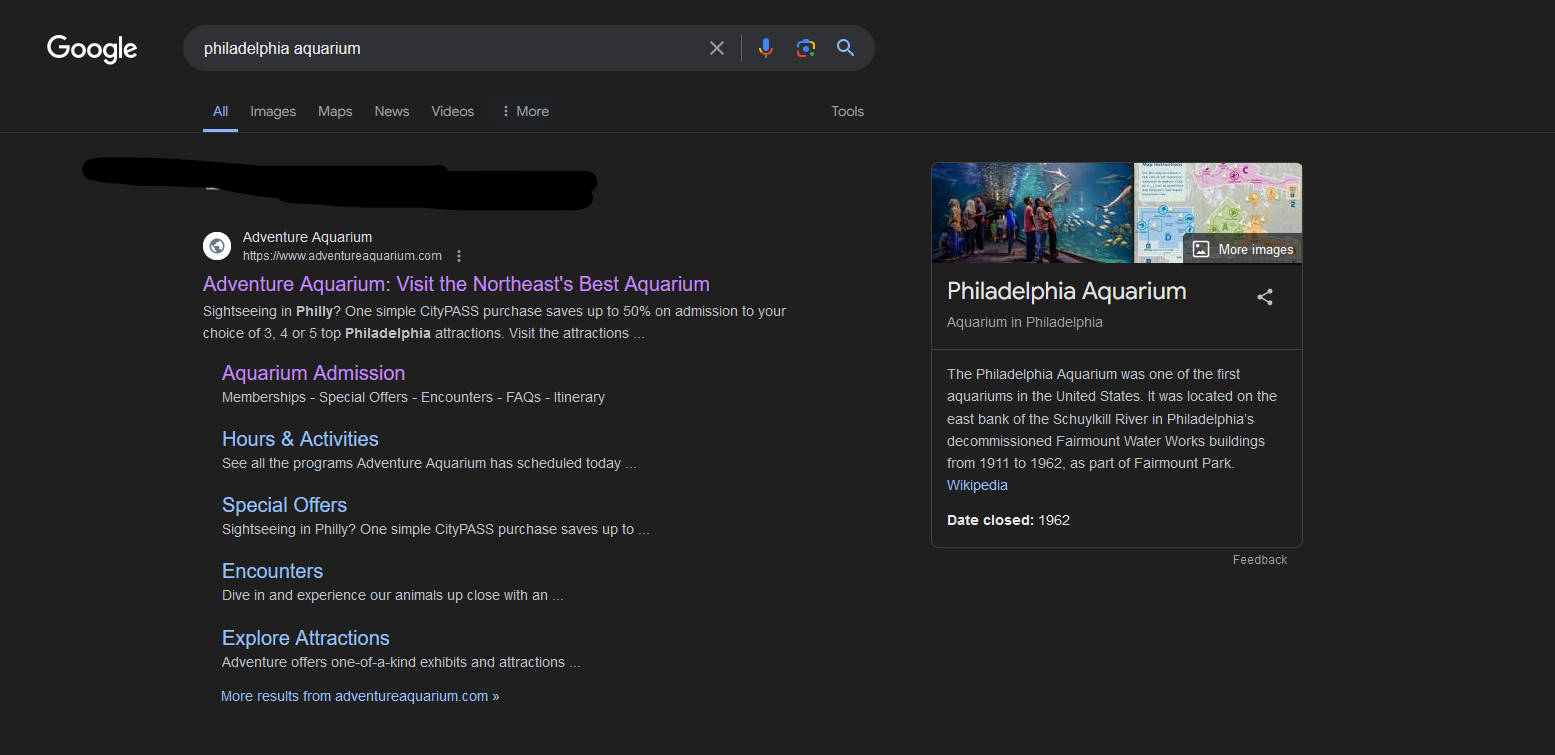 Google
philadelphia aquarium
All Images Maps News Videos More Tools
Adventure Aquarium
https://www.adventureaquarium.com
Adventure Aquarium: Visit the Northeast's Best Aquarium
Sightseeing in Philly? One simple CityPASS purchase saves up to 50% on admission to your
choice of 3, 4 or 5 top Philadelphia attractions. Visit the attractions ...
Aquarium Admission
Memberships - Special Offers - Encounters - FAQs - Itinerary
Hours & Activities
See all the programs Adventure Aquarium has scheduled today ...
Special Offers
Sightseeing in Philly? One simple CityPASS purchase saves up to ...
Encounters
Dive in and experience our animals up close with an ...
Explore Attractions
Adventure offers one-of-a-kind exhibits and attractions ...
More results from adventureaquarium.com »
Map Instructions
C
U
2
A
D
More images
Philadelphia Aquarium
Aquarium in Philadelphia
The Philadelphia Aquarium was one of the first
aquariums in the United States. It was located on the
east bank of the Schuylkill River in Philadelphia's
decommissioned Fairmount Water Works buildings
from 1911 to 1962, as part of Fairmount Park.
Wikipedia
Date closed: 1962
Feedback